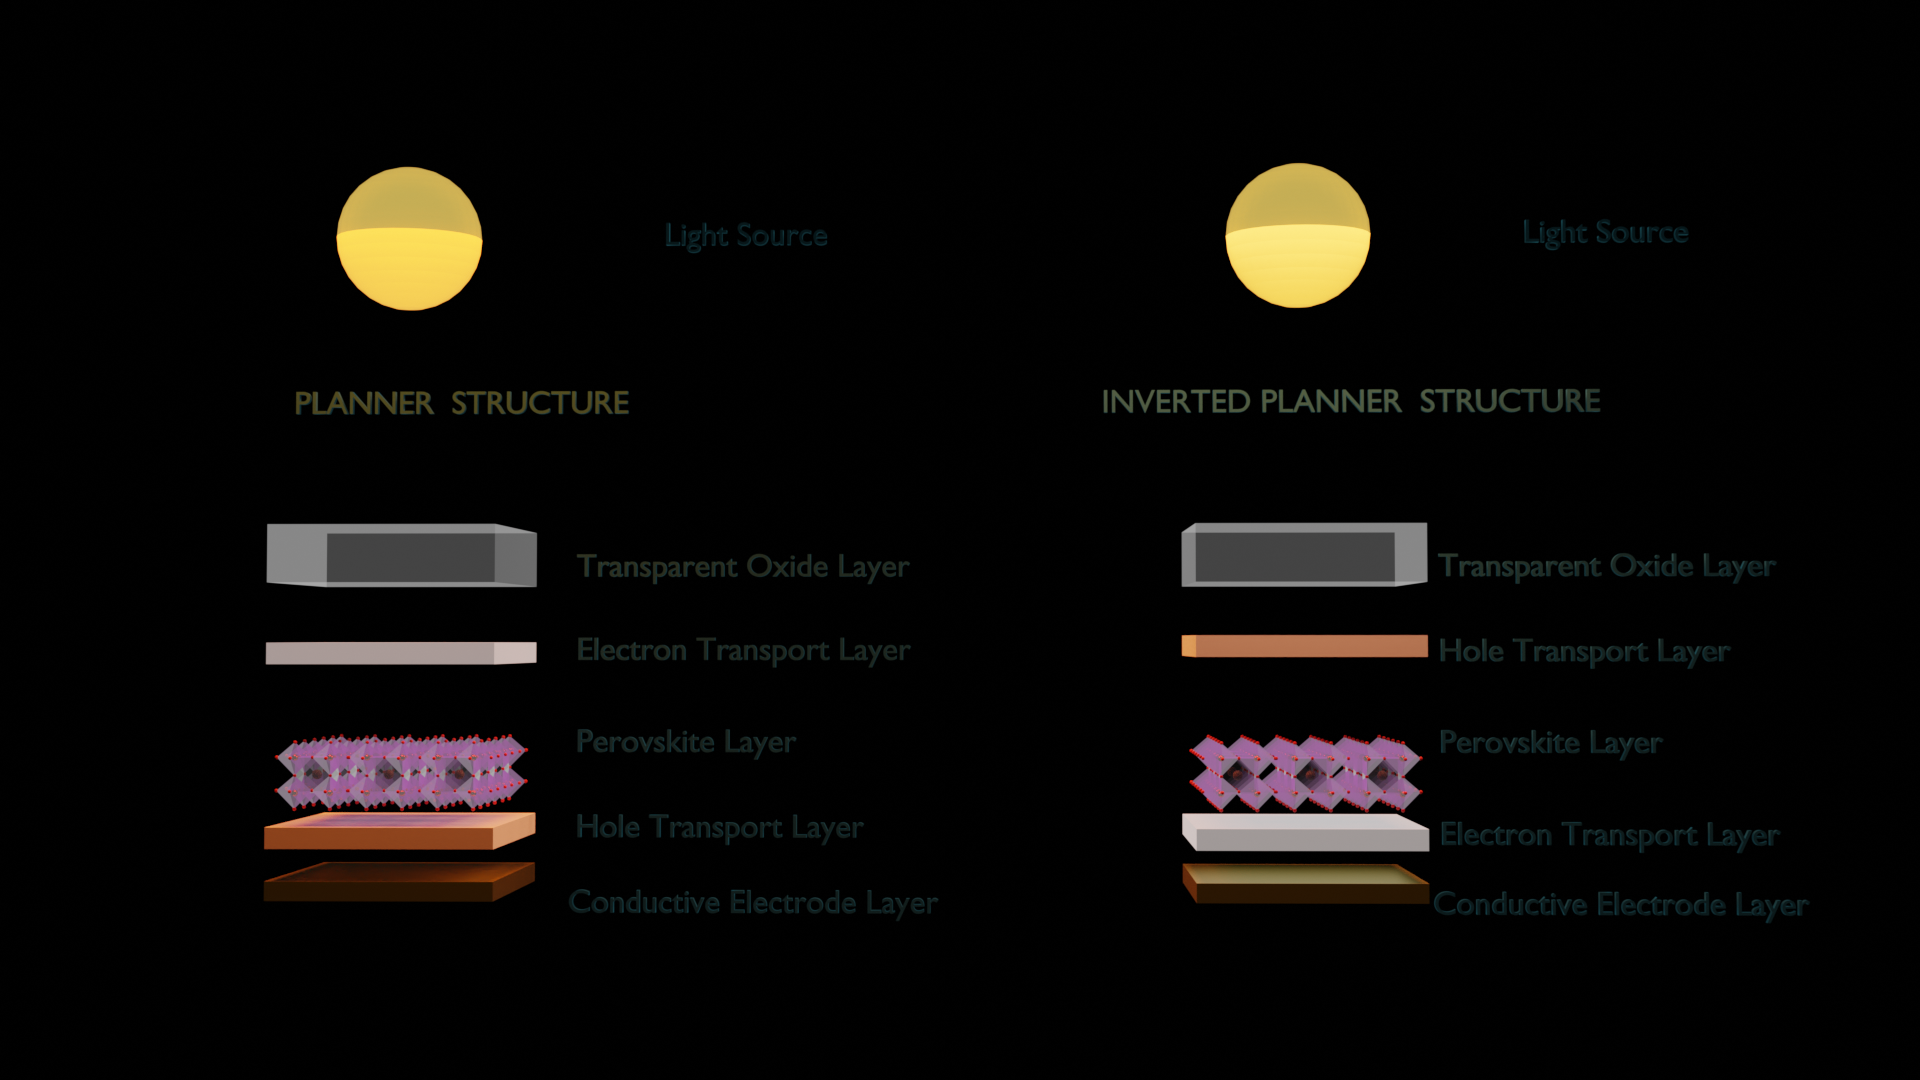 Light Source
PLANNER STRUCTURE
Transparent Oxide Layer
Electron Transport Layer
Perovskite Layer
Hole Transport Layer
Conductive Electrode Layer
Light Source
INVERTED PLANNER STRUCTURE
Transparent Oxide Layer
Hole Transport Layer
Perovskite Layer
Electron Transport Layer
Conductive Electrode Layer